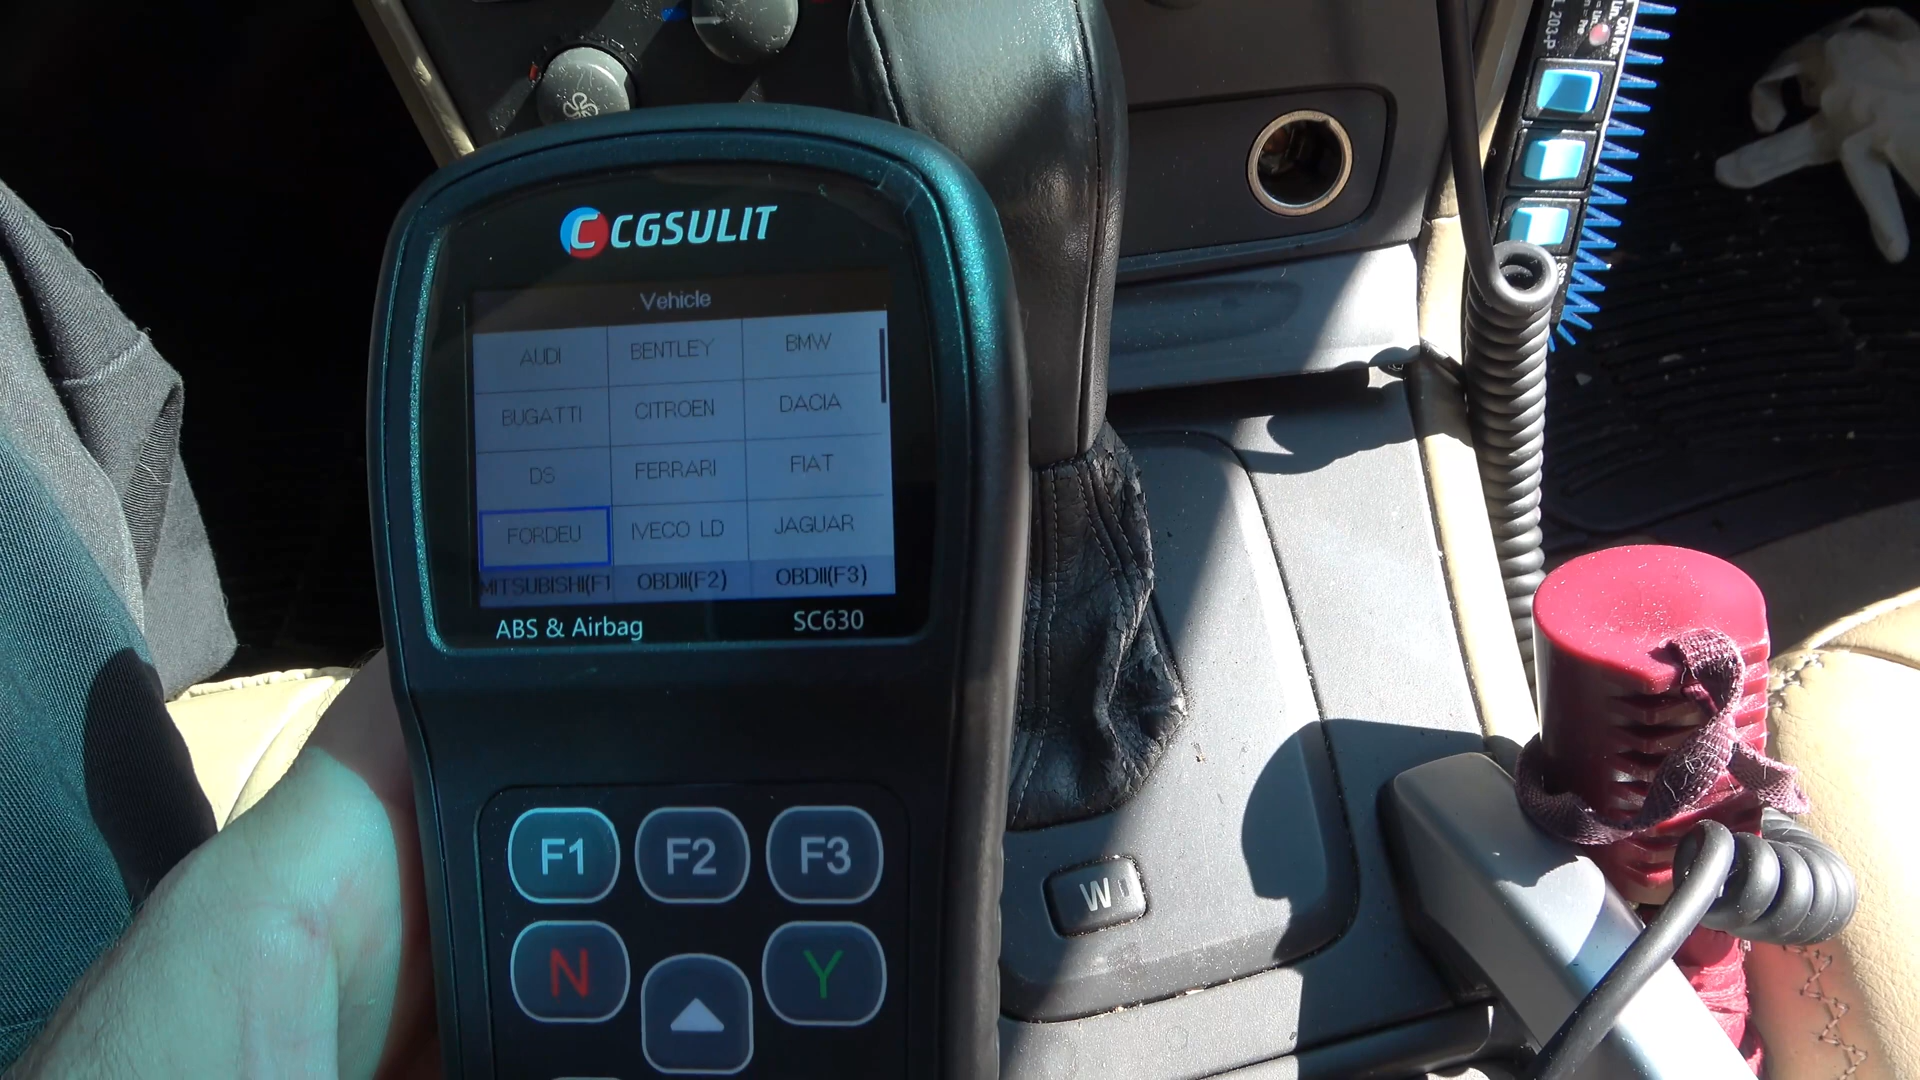 CGSULIT
Vehicle
AUDI BENTLEY BMW
BUGATTI CITROEN DACIA
DS FERRARI FIAT
FORDEU IVECO LD JAGUAR
MITSUBISHI(F1 OBDII(F2) OBDII(F3)
ABS & Airbag SC630
F1 F2 F3
N Y
W